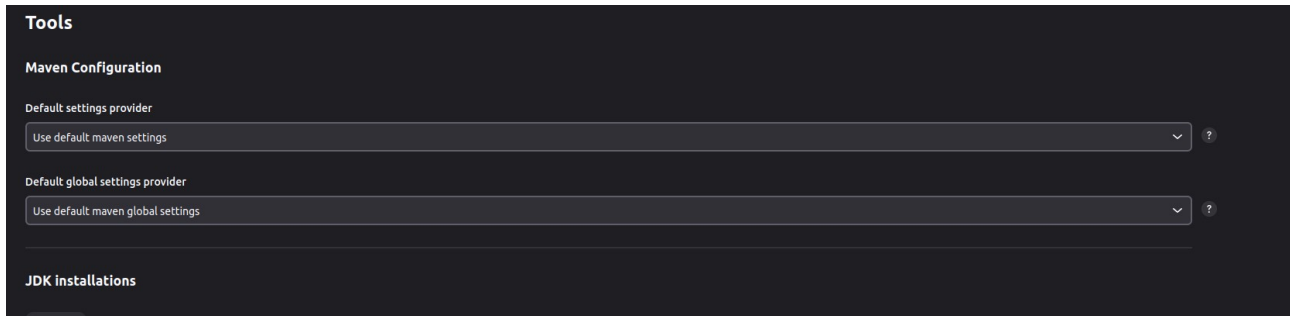 Tools
Maven Configuration
Default settings provider
Use default maven settings
?
Default global settings provider
Use default maven global settings
?
JDK installations